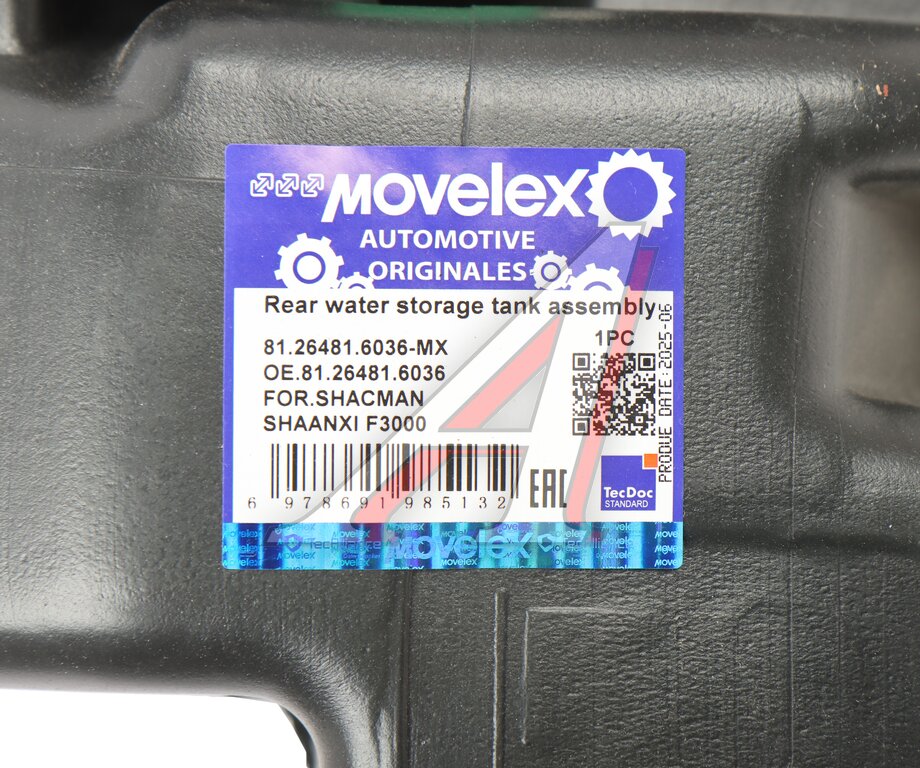 MOVELEX
AUTOMOTIVE
ORIGINALES
Rear water storage tank assembly
81.26481.6036-MX
OE.81.26481.6036
FOR.SHACMAN
SHAANXI F3000
1PC
PRODUE DATE:2025-06
6 978691 985132
EAC
TecDoc
STANDARD
movelex